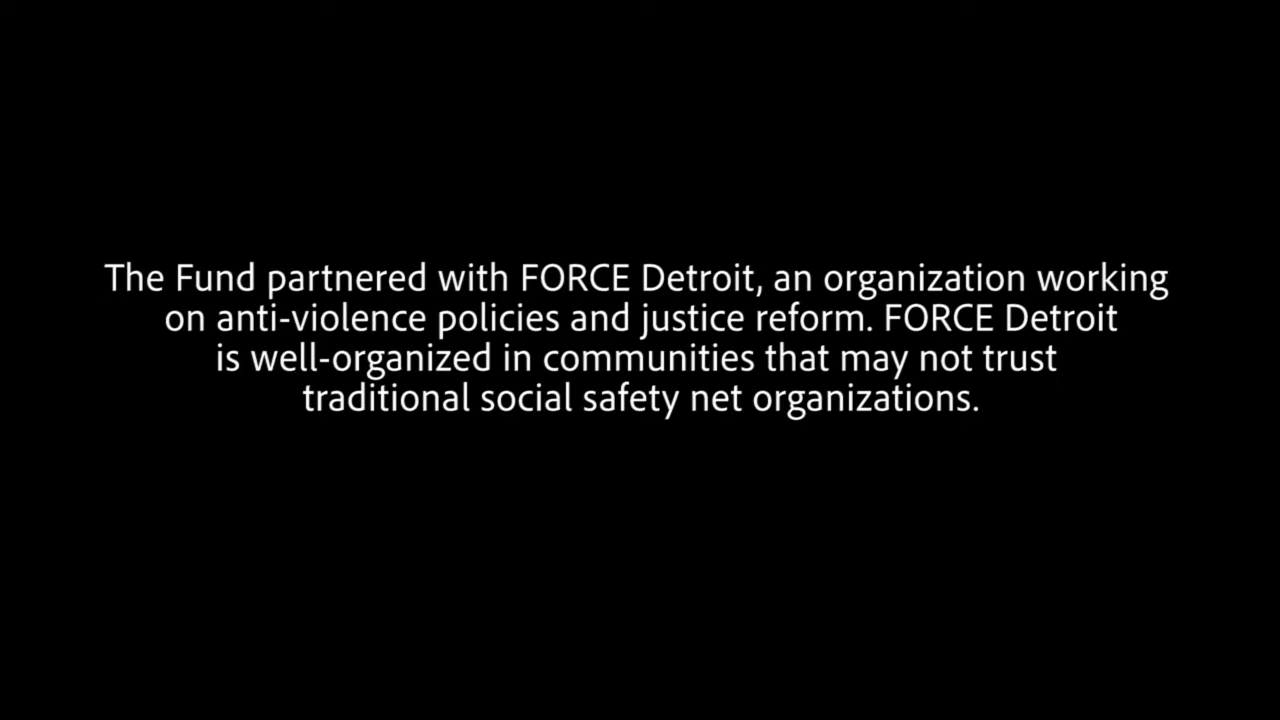 The Fund partnered with FORCE Detroit, an organization working
on anti-violence policies and justice reform. FORCE Detroit
is well-organized in communities that may not trust
traditional social safety net organizations.